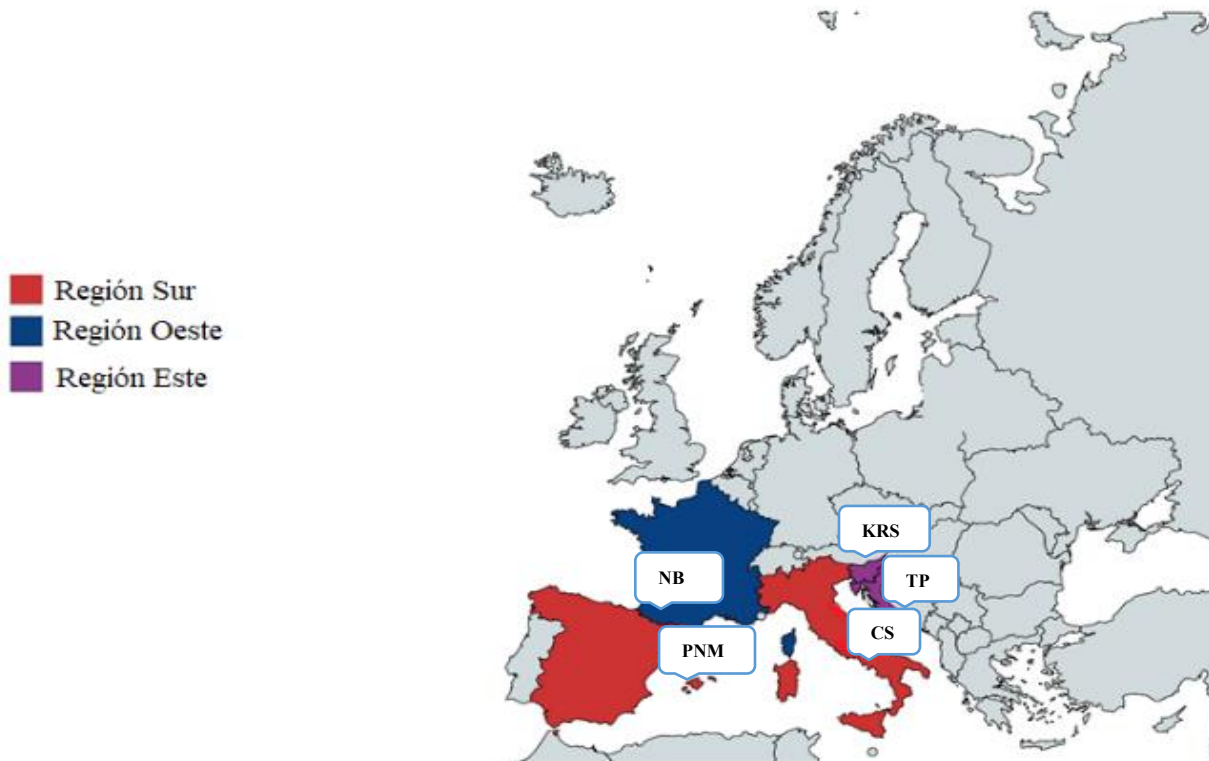 Región Sur
Región Oeste
Región Este
KRS
NB
TP
CS
PNM